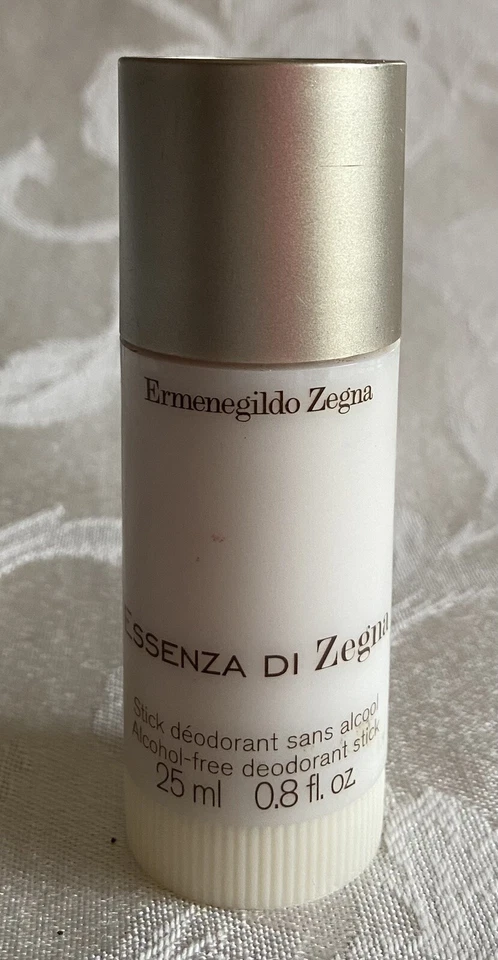 Ermenegildo Zegna
ESSENZA DI Zegna
Stick déodorant sans alcool
Alcohol-free deodorant stick
25 ml 0.8 fl. oz